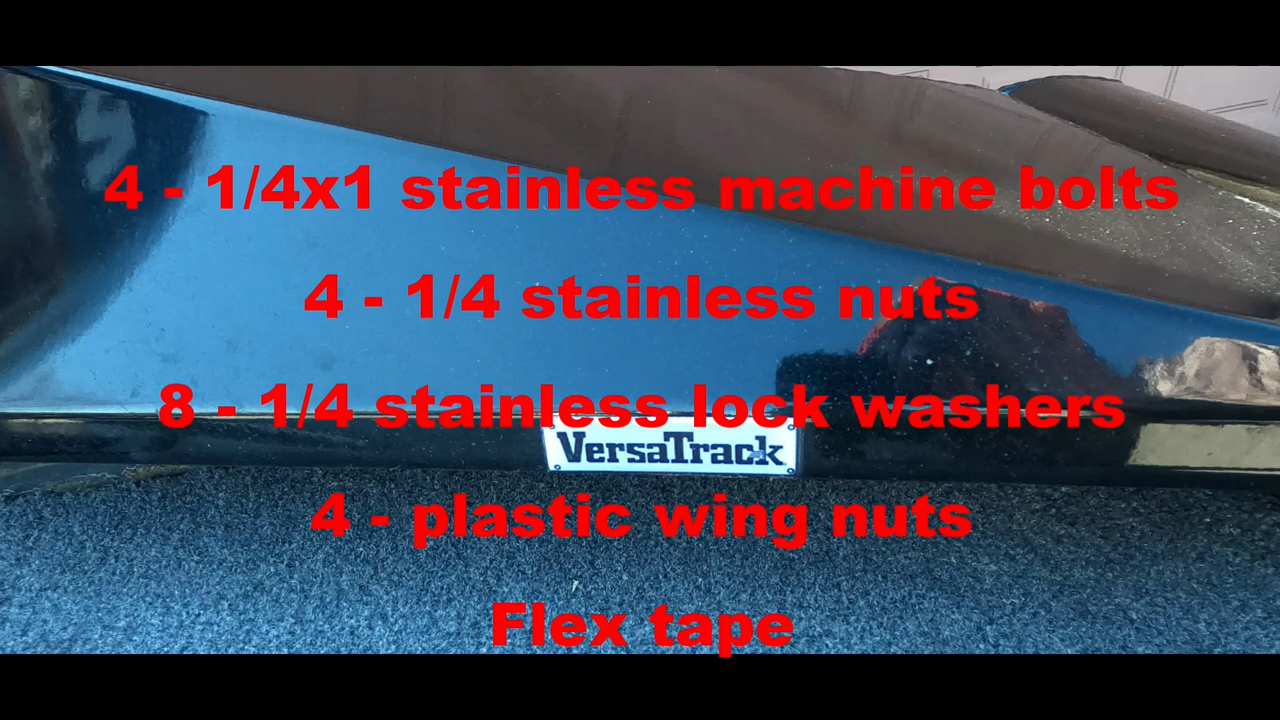 4 - 1/4x1 stainless machine bolts
4 - 1/4 stainless nuts
8 - 1/4 stainless lock washers
VersaTrack
4 - plastic wing nuts
Flex tape